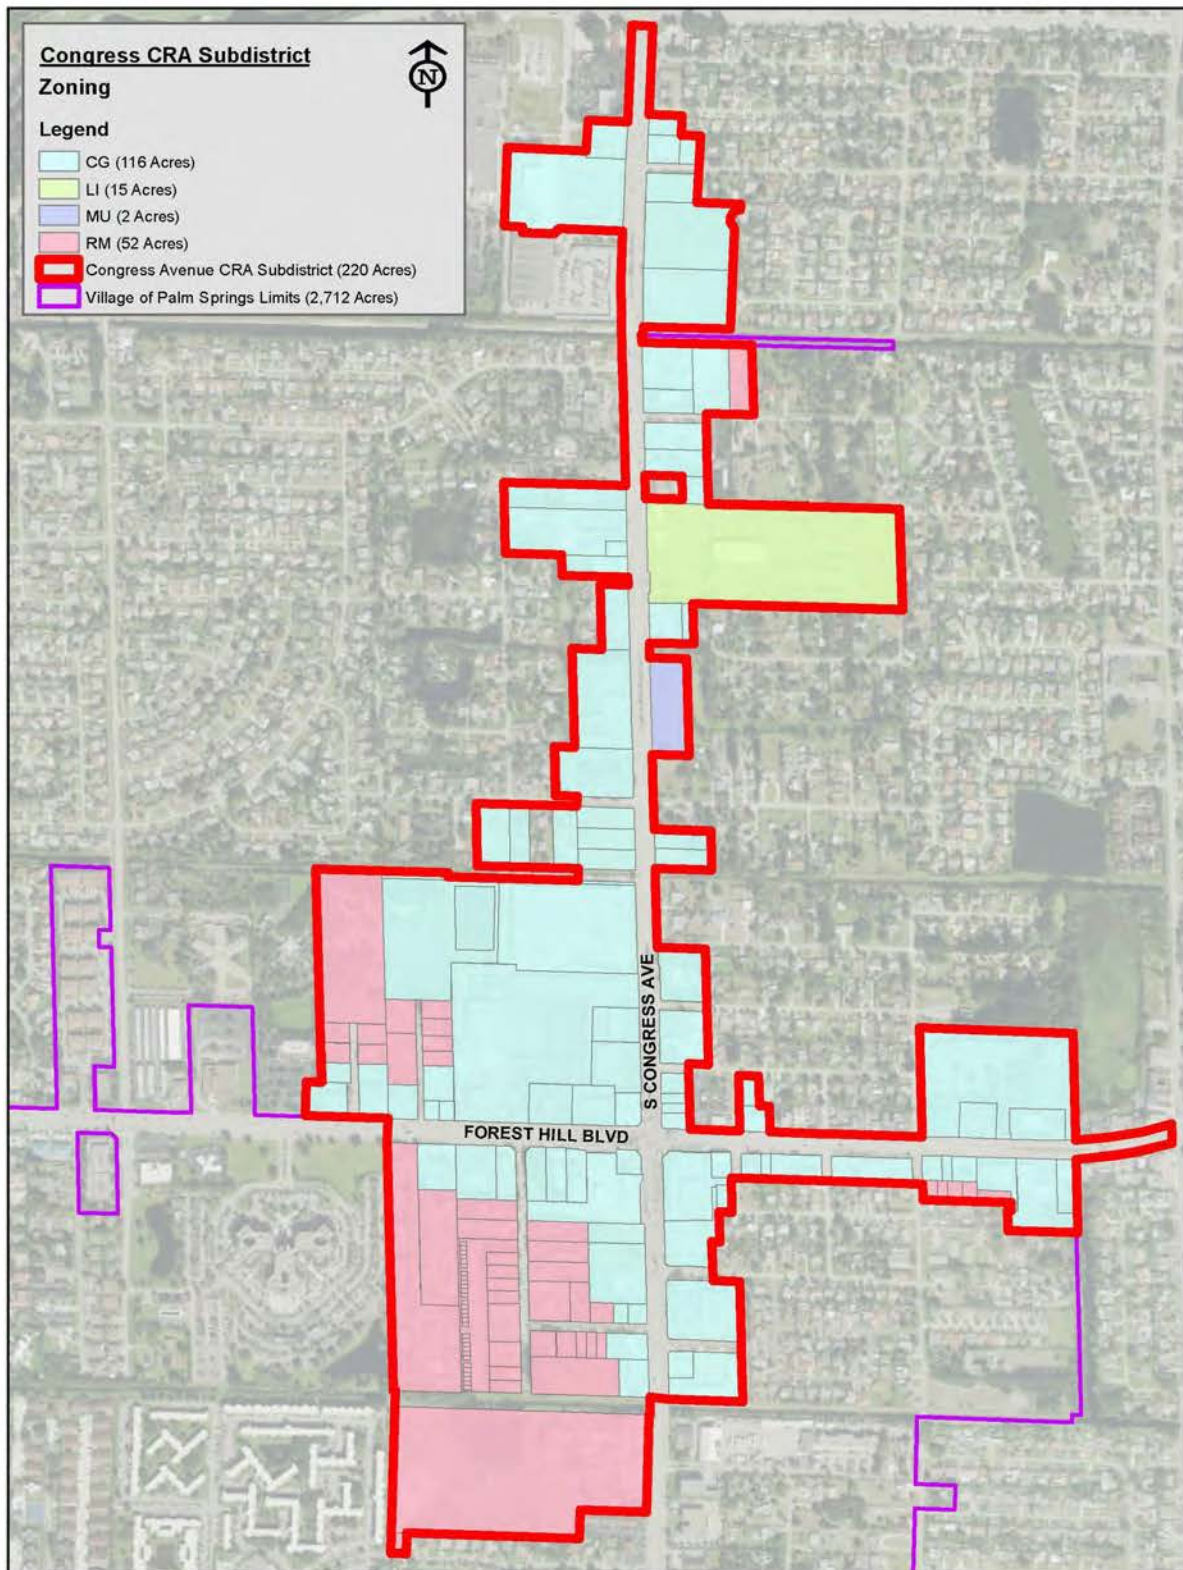 Congress CRA Subdistrict
Zoning
N
Legend
CG (116 Acres)
LI (15 Acres)
MU (2 Acres)
RM (52 Acres)
Congress Avenue CRA Subdistrict (220 Acres)
Village of Palm Springs Limits (2,712 Acres)
S CONGRESS AVE
FOREST HILL BLVD